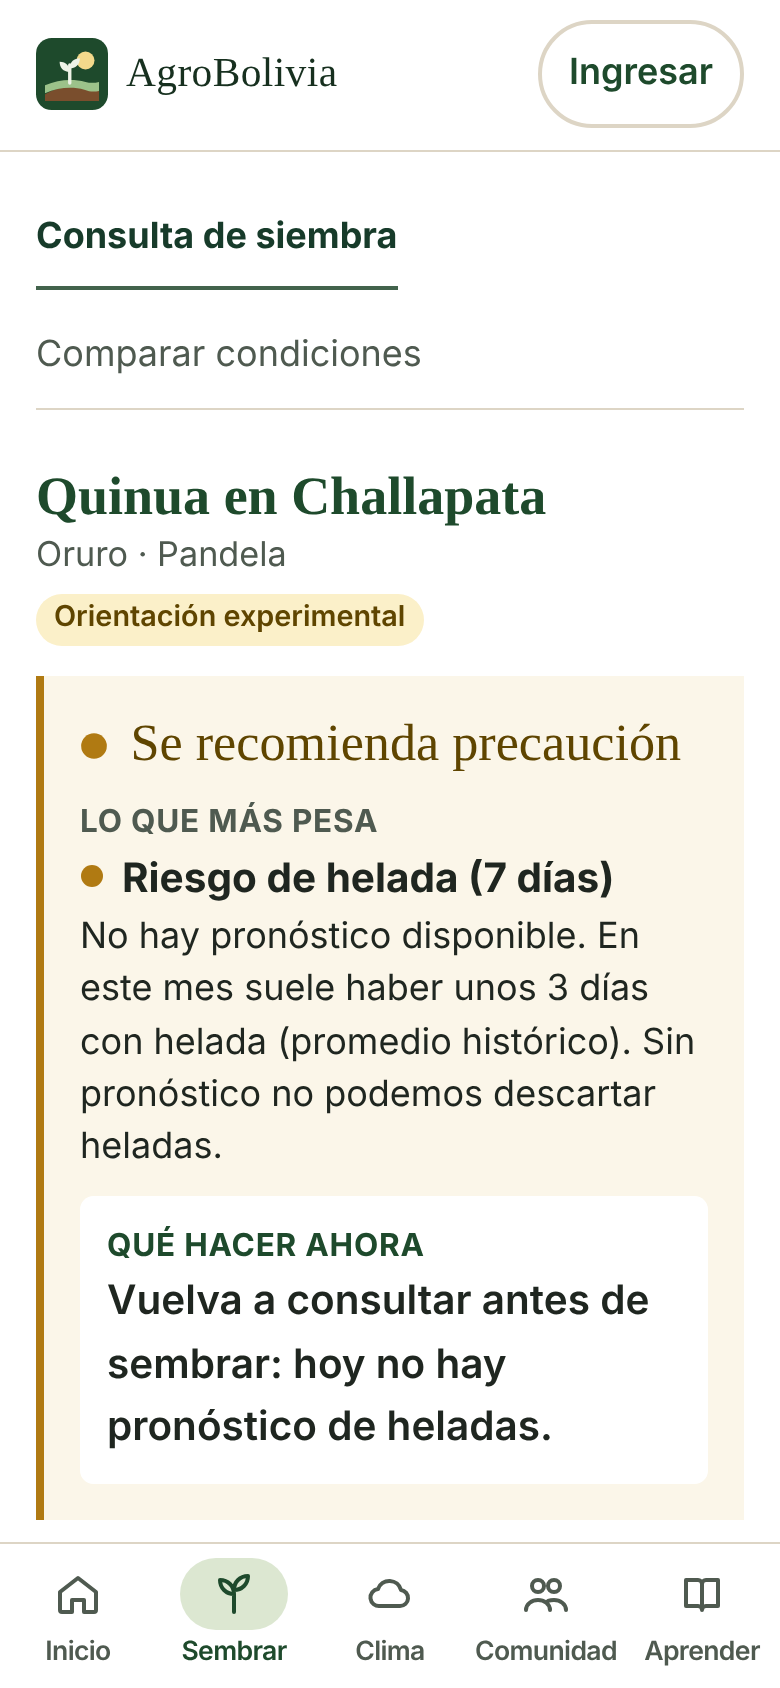 AgroBolivia
Ingresar
Consulta de siembra
Comparar condiciones
Quinua en Challapata
Oruro · Pandela
Orientación experimental
Se recomienda precaución
LO QUE MÁS PESA
Riesgo de helada (7 días)
No hay pronóstico disponible. En
este mes suele haber unos 3 días
con helada (promedio histórico). Sin
pronóstico no podemos descartar
heladas.
QUÉ HACER AHORA
Vuelva a consultar antes de
sembrar: hoy no hay
pronóstico de heladas.
Inicio
Sembrar
Clima
Comunidad
Aprender